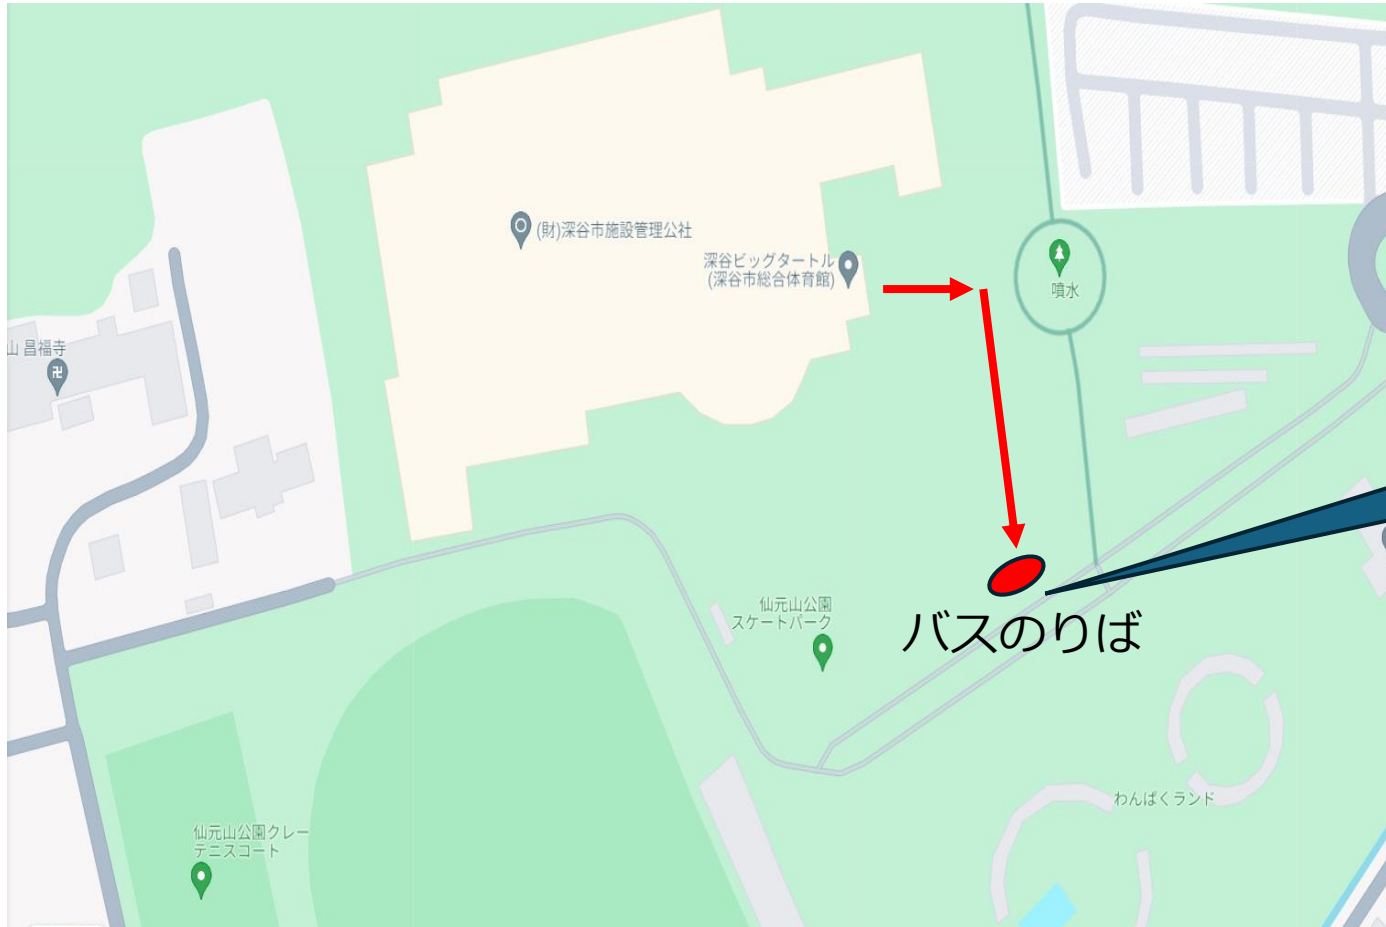 (財)深谷市施設管理公社
深谷ビッグタートル
(深谷市総合体育館)
噴水
山 昌福寺
仙元山公園
スケートパーク
バスのりば
わんぱくランド
仙元山公園クレー
テニスコート